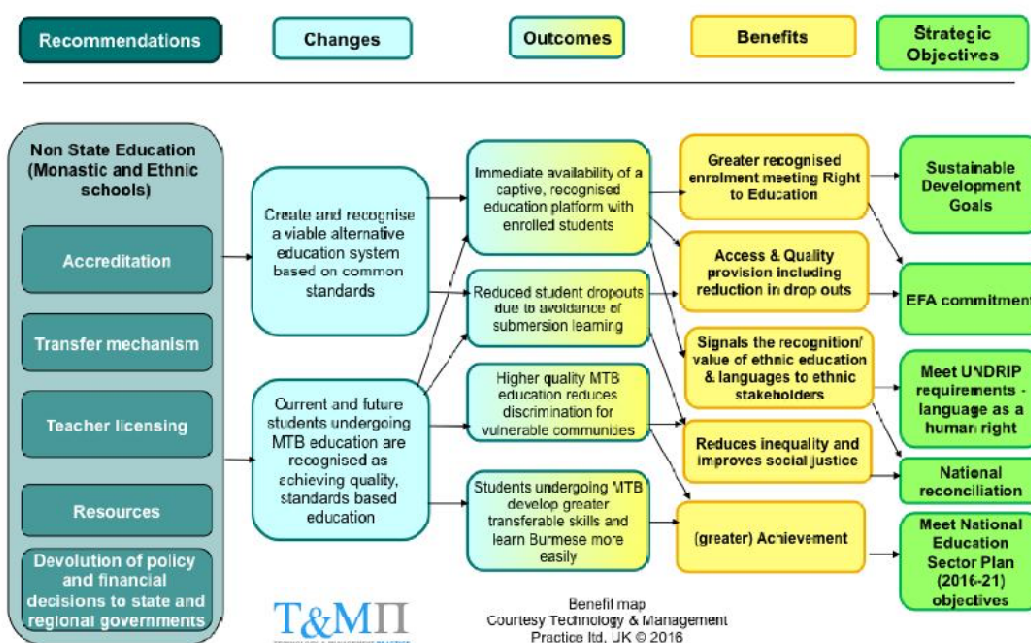 Recommendations
Changes
Outcomes
Benefits
Strategic
Objectives
Non State Education
(Monastic and Ethnic
schools)
Accreditation
Transfer mechanism
Teacher licensing
Resources
Devolution of policy
and financial
decisions to state and
regional governments
Create and recognise
a viable alternative
education system
based on common
standards
Current and future
students undergoing
MTB education are
recognised as
achieving quality,
standards based
education
Immediate availability of a
captive, recognised
education platform with
enrolled students
Reduced student dropouts
due to avoidance of
submersion learning
Higher quality MTB
education reduces
discrimination for
vulnerable communities
Students undergoing MTB
develop greater
transferable skills and
learn Burmese more
easily
Greater recognised
enrolment meeting Right
to Education
Access & Quality
provision including
reduction in drop outs
Signals the recognition/
value of ethnic education
& languages to ethnic
stakeholders
Reduces inequality and
improves social justice
(greater) Achievement
Sustainable
Development
Goals
EFA commitment
Meet UNDRIP
requirements -
language as a
human right
National
reconciliation
Meet National
Education
Sector Plan
(2016-21)
objectives
T&MΠ
Benefit map
Courtesy Technology & Management
Practice ltd, UK © 2016